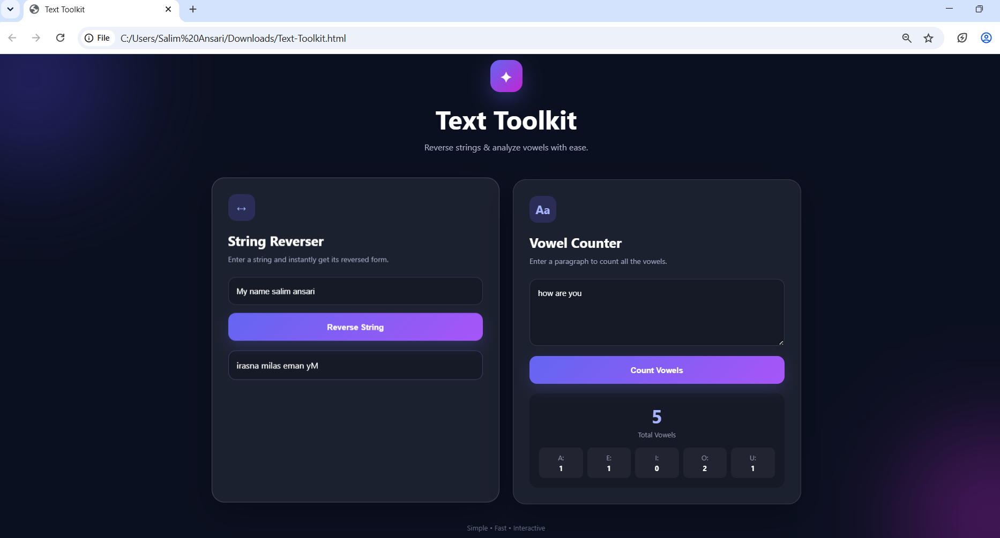 Text Toolkit
File
C:/Users/Salim%20Ansari/Downloads/Text-Toolkit.html
Text Toolkit
Reverse strings & analyze vowels with ease.
String Reverser
Enter a string and instantly get its reversed form.
My name salim ansari
Reverse String
irasna milas eman yM
Aa
Vowel Counter
Enter a paragraph to count all the vowels.
how are you
Count Vowels
5
Total Vowels
A: E: I: O: U:
1 1 0 2 1
Simple • Fast • Interactive